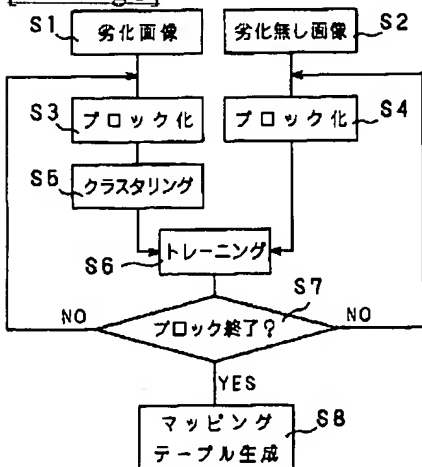 S1
劣化画像
劣化無し画像
S2
S3
ブロック化
ブロック化
S4
S5
クラスタリング
トレーニング
S6
S7
NO
ブロック終了?
NO
YES
マッピング
テーブル生成
S8